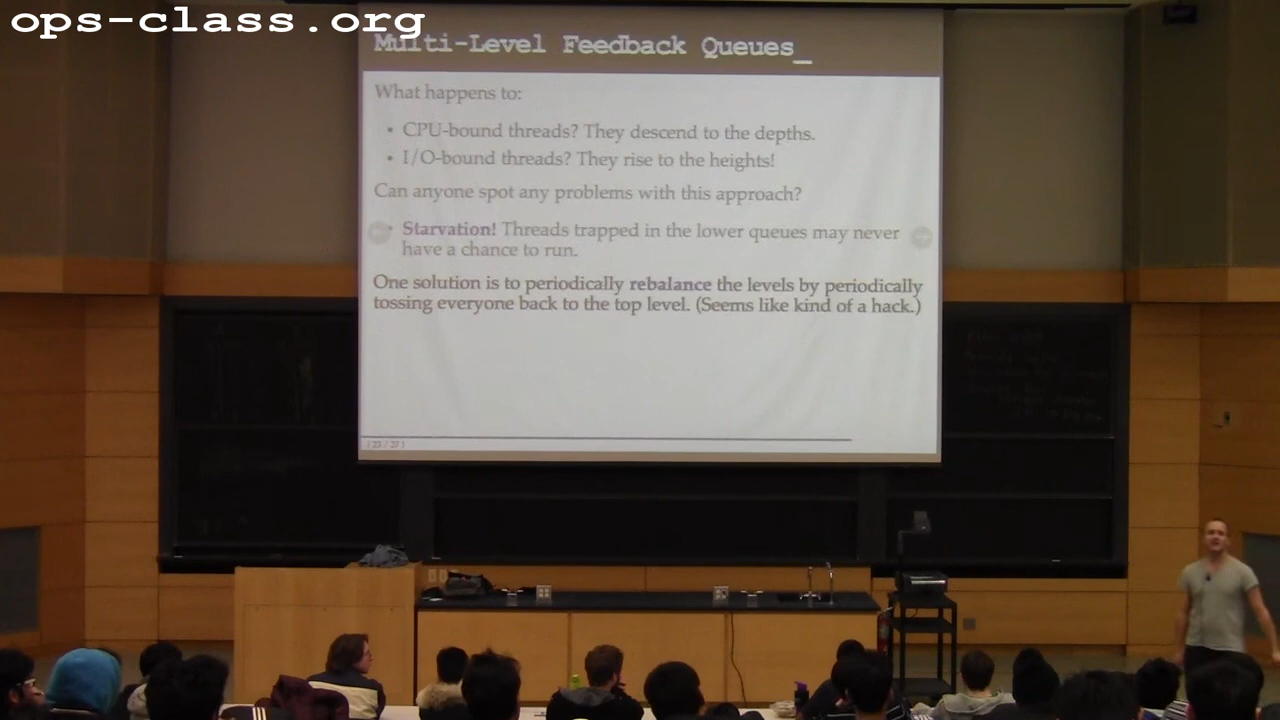 ops-class.org
Multi-Level Feedback Queues_
What happens to:
• CPU-bound threads? They descend to the depths.
• I/O-bound threads? They rise to the heights!
Can anyone spot any problems with this approach?
• Starvation! Threads trapped in the lower queues may never
have a chance to run.
One solution is to periodically rebalance the levels by periodically
tossing everyone back to the top level. (Seems like kind of a hack.)